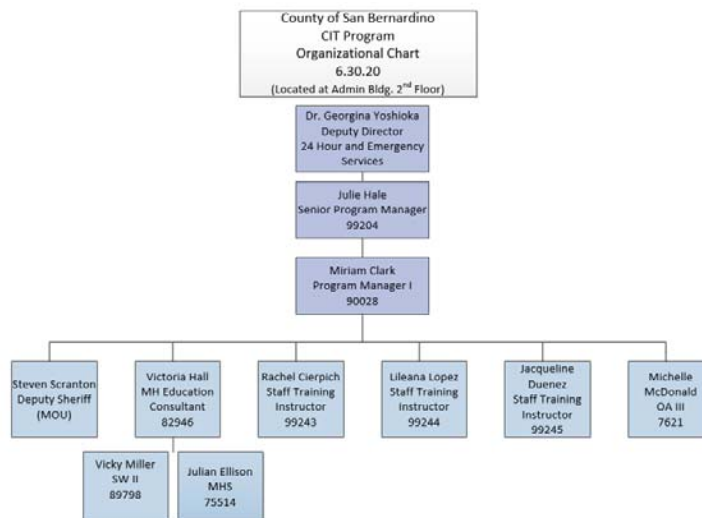 County of San Bernardino
CIT Program
Organizational Chart
6.30.20
(Located at Admin Bldg. 2nd Floor)
Dr. Georgina Yoshioka
Deputy Director
24 Hour and Emergency
Services
Julie Hale
Senior Program Manager
99204
Miriam Clark
Program Manager I
90028
Steven Scranton
Deputy Sheriff
(MOU)
Victoria Hall
MH Education
Consultant
82946
Rachel Cierpich
Staff Training
Instructor
99243
Lileana Lopez
Staff Training
Instructor
99244
Jacqueline
Duenez
Staff Training
Instructor
99245
Michelle
McDonald
OA III
7621
Vicky Miller
SW II
89798
Julian Ellison
MHS
75514